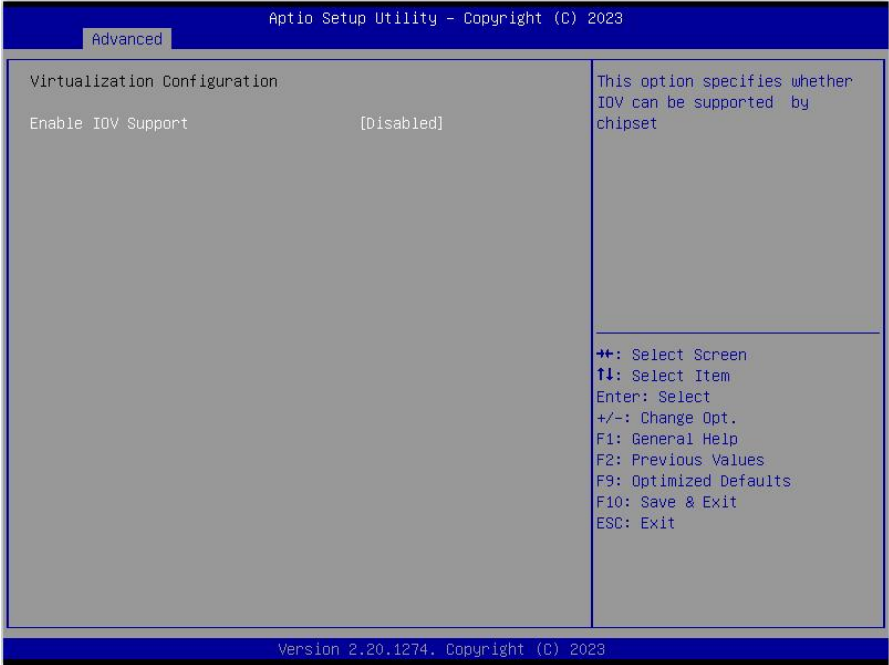 Aptio Setup Utility – Copyright (C) 2023
Advanced
Virtualization Configuration
Enable IOV Support [Disabled]
This option specifies whether
IOV can be supported by
chipset
→←: Select Screen
↑↓: Select Item
Enter: Select
+/-: Change Opt.
F1: General Help
F2: Previous Values
F9: Optimized Defaults
F10: Save & Exit
ESC: Exit
Version 2.20.1274. Copyright (C) 2023